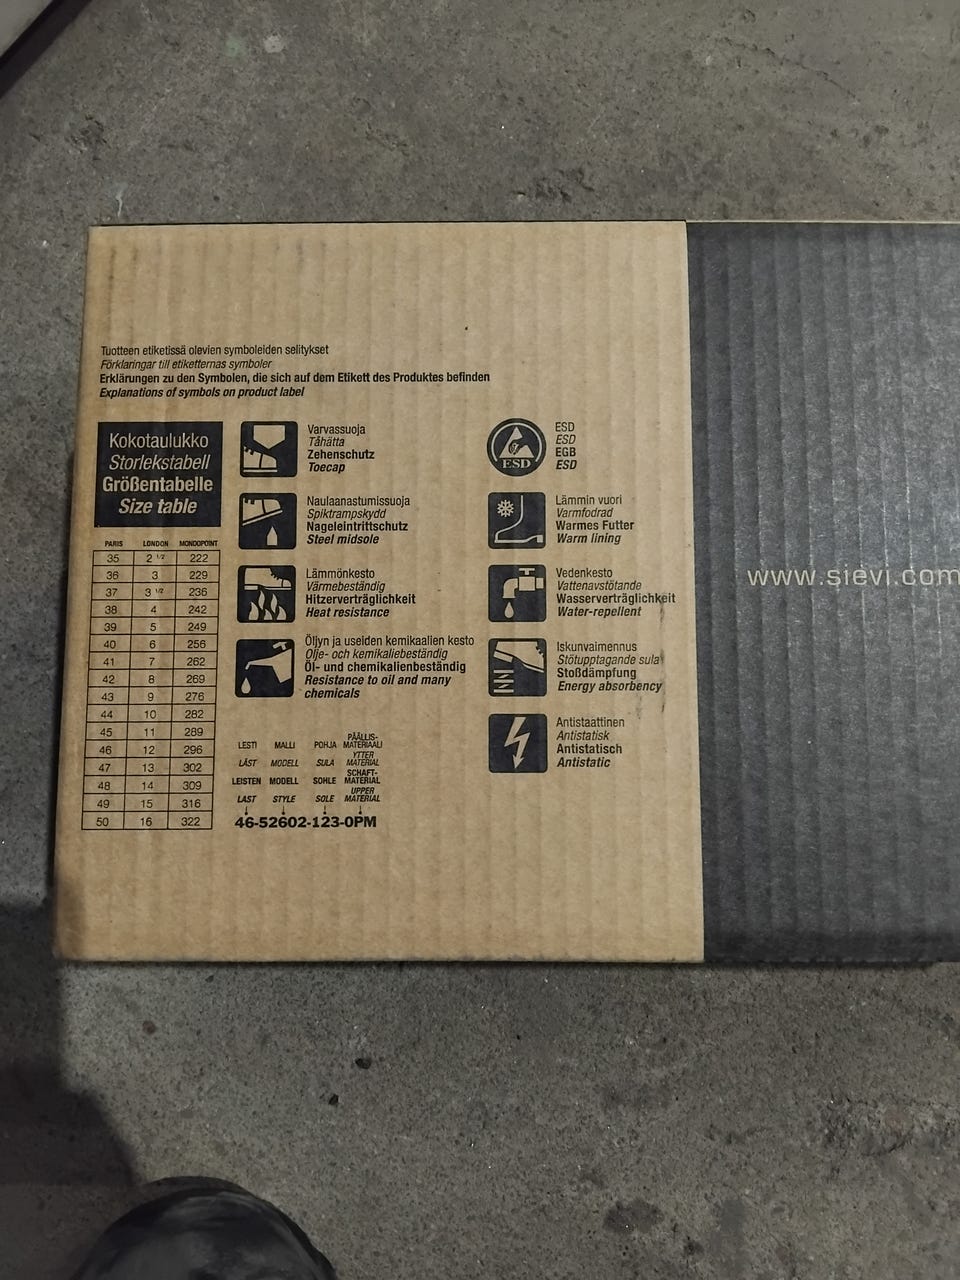 Tuotteen etiketissä olevien symboleiden selitykset
Förklaringar till etiketternas symboler
Erklärungen zu den Symbolen, die sich auf dem Etikett des Produktes befinden
Explanations of symbols on product label
Kokotaulukko
Storlekstabell
Größentabelle
Size table
PARIS LONDON MONDOPOINT
35 2 1/2 222
36 3 229
37 3 1/2 236
38 4 242
39 5 249
40 6 256
41 7 262
42 8 269
43 9 276
44 10 282
45 11 289
46 12 296
47 13 302
48 14 309
49 15 316
50 16 322
Varvassuoja
Tåhätta
Zehenschutz
Toecap
Naulaanastumissuoja
Spiktrampskydd
Nageleintrittschutz
Steel midsole
Lämmönkesto
Värmebeständig
Hitzerverträglichkeit
Heat resistance
Öljyn ja useiden kemikaalien kesto
Olje- och kemikaliebeständig
Öl- und chemikalienbeständig
Resistance to oil and many
chemicals
LESTI MALLI POHJA PÄÄLLIS-
MATERIAALI
LÄST MODELL SULA YTTER
MATERIAL
LEISTEN MODELL SOHLE SCHAFT-
MATERIAL
LAST STYLE SOLE UPPER
MATERIAL
46-52602-123-0PM
ESD
ESD
ESD
EGB
ESD
Lämmin vuori
Varmfodrad
Warmes Futter
Warm lining
Vedenkesto
Vattenavstötande
Wasserverträglichkeit
Water-repellent
Iskunvaimennus
Stötupptagande sula
Stoßdämpfung
Energy absorbency
Antistaattinen
Antistatisk
Antistatisch
Antistatic
www.sievi.com